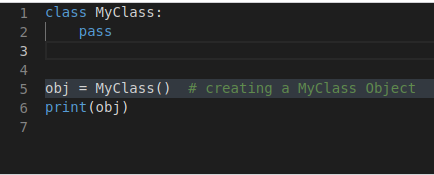 1 class MyClass:
2     pass
3
4
5 obj = MyClass()  # creating a MyClass Object
6 print(obj)
7